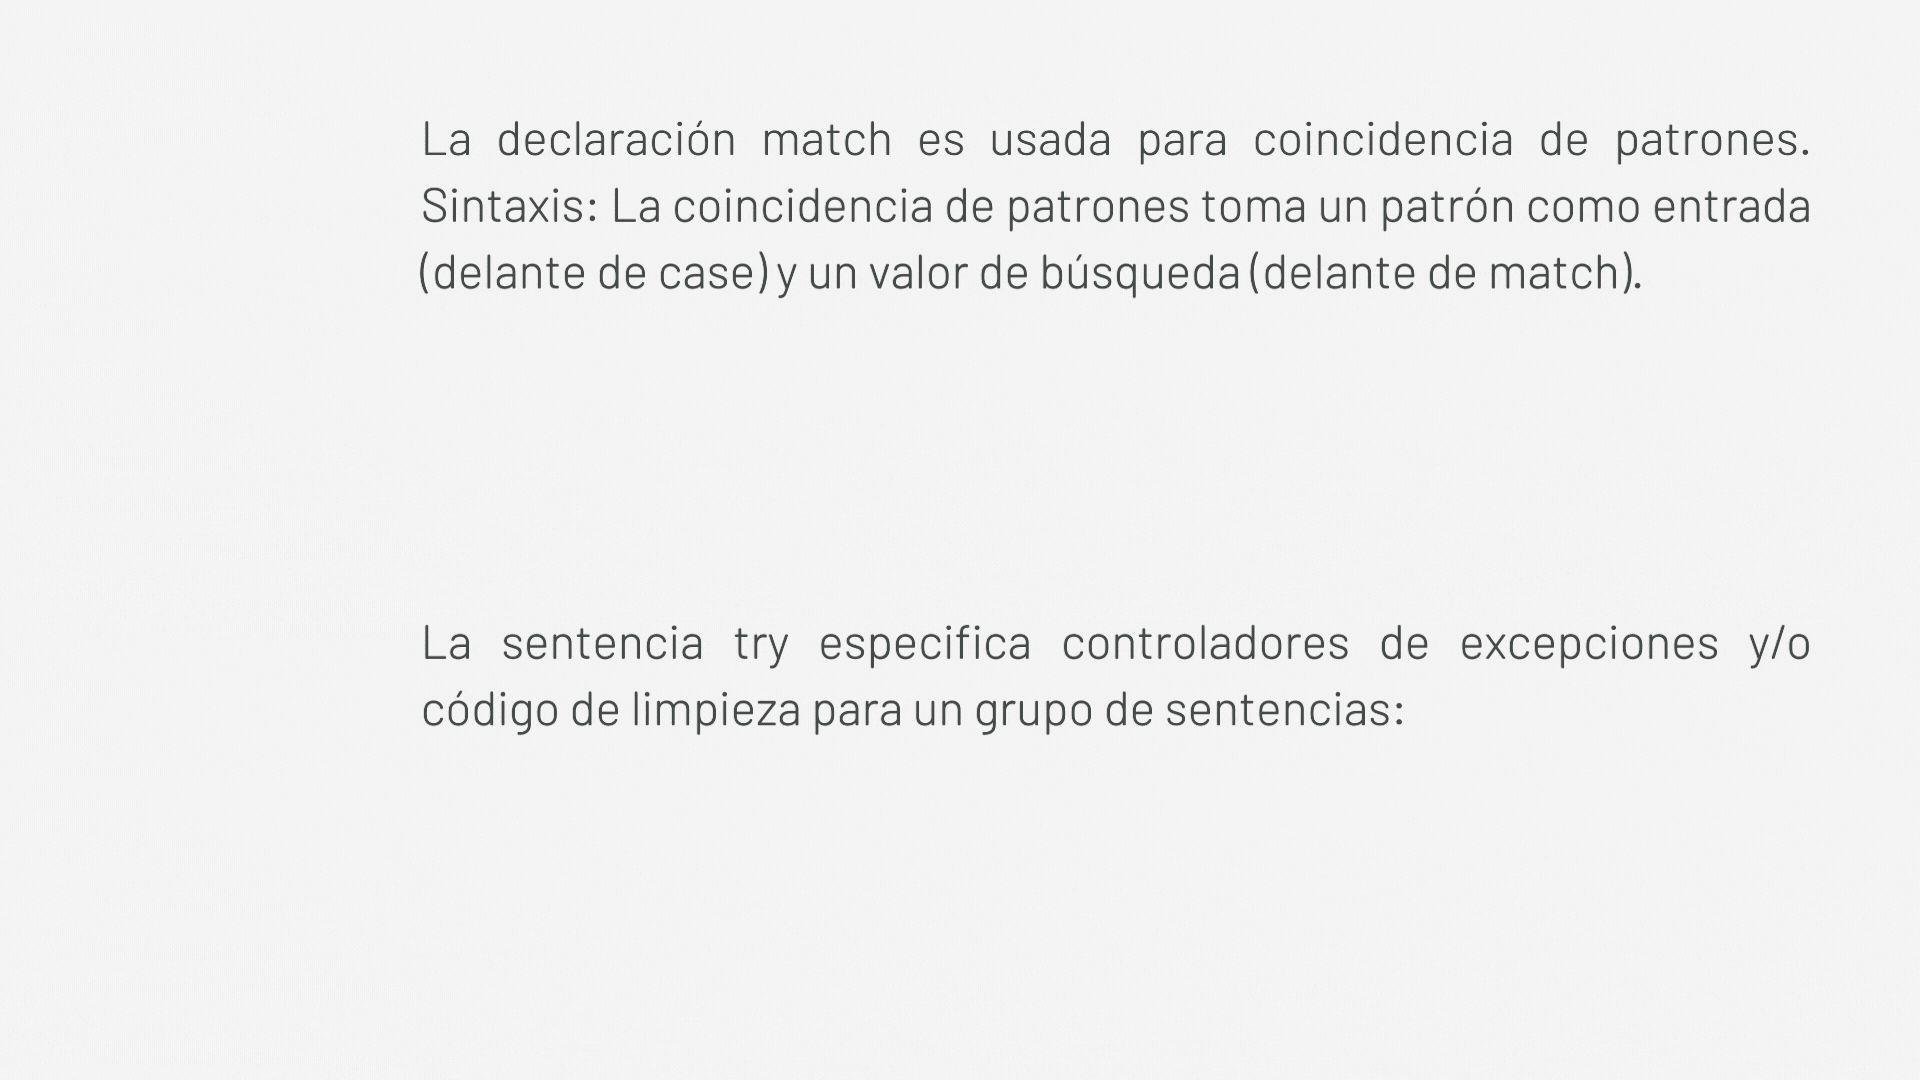 La declaración match es usada para coincidencia de patrones.
Sintaxis: La coincidencia de patrones toma un patrón como entrada
(delante de case) y un valor de búsqueda (delante de match).
La sentencia try especifica controladores de excepciones y/o
código de limpieza para un grupo de sentencias: